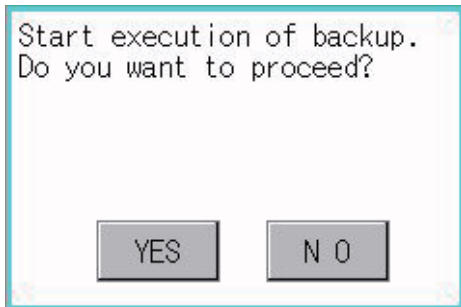 Start execution of backup.
Do you want to proceed?
YES
N O